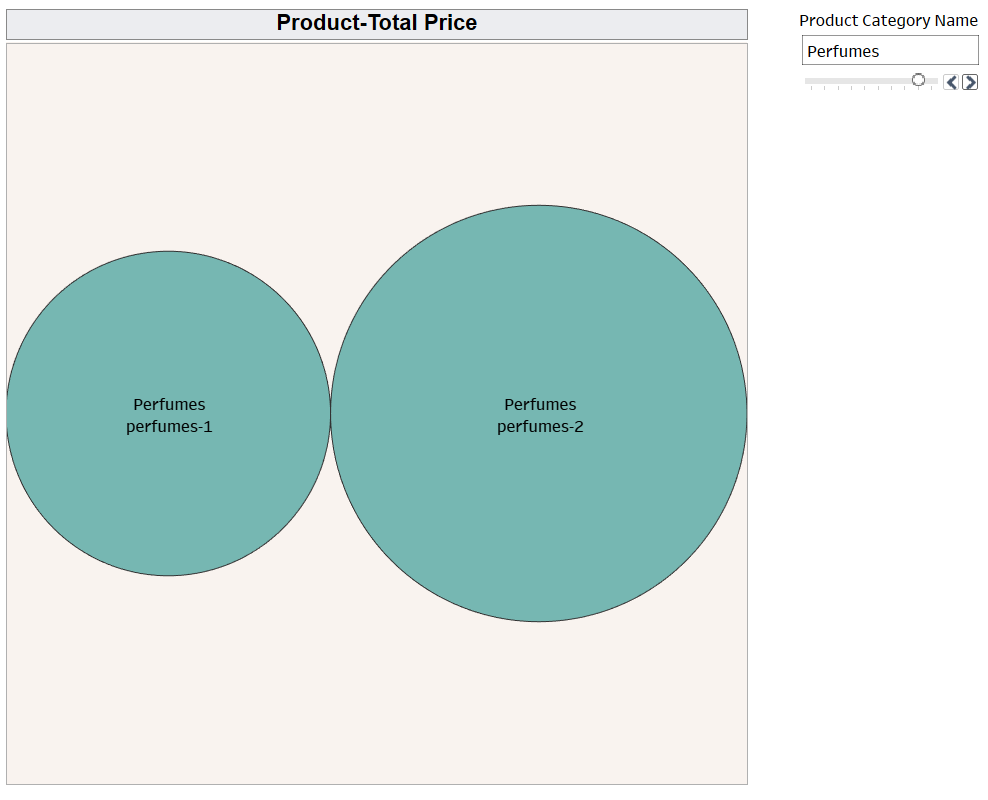 Product-Total Price
Product Category Name
Perfumes
Perfumes
perfumes-1
Perfumes
perfumes-2